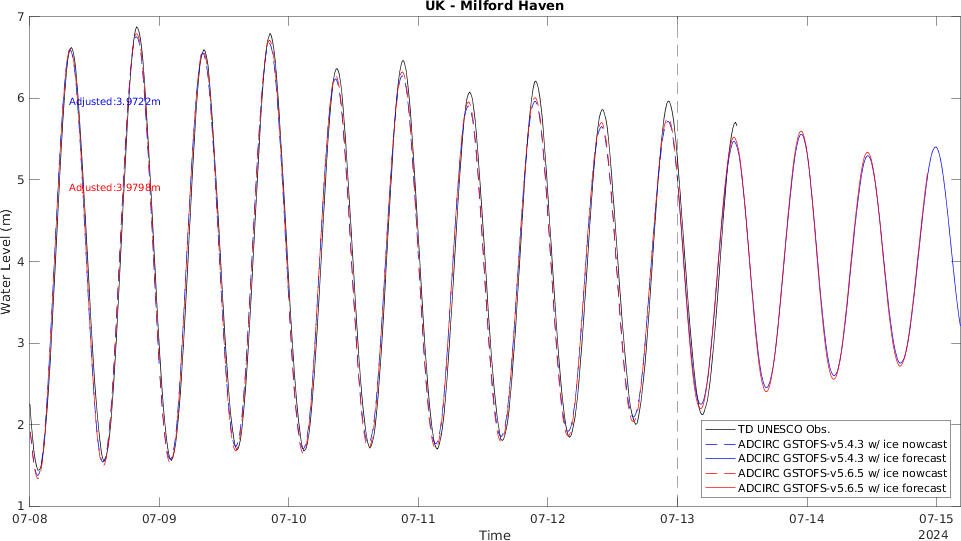 UK - Milford Haven
7
6
5
4
3
2
1
Water Level (m)
Adjusted:3.9722m
Adjusted:3.9798m
TD UNESCO Obs.
ADCIRC GSTOFS-v5.4.3 w/ ice nowcast
ADCIRC GSTOFS-v5.4.3 w/ ice forecast
ADCIRC GSTOFS-v5.6.5 w/ ice nowcast
ADCIRC GSTOFS-v5.6.5 w/ ice forecast
07-08 07-09 07-10 07-11 07-12 07-13 07-14 07-15
Time
2024